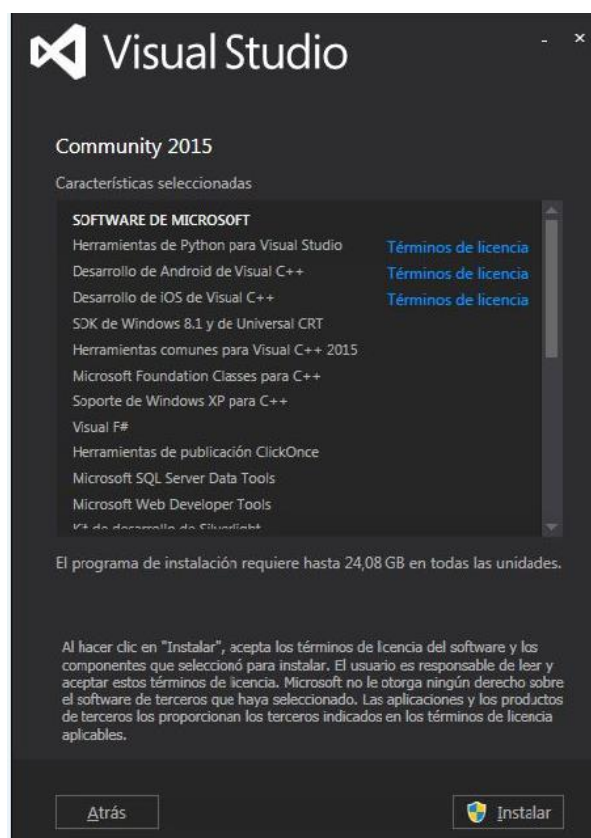 Visual Studio
Community 2015
Características seleccionadas
SOFTWARE DE MICROSOFT
Herramientas de Python para Visual Studio Términos de licencia
Desarrollo de Android de Visual C++ Términos de licencia
Desarrollo de iOS de Visual C++ Términos de licencia
SDK de Windows 8.1 y de Universal CRT
Herramientas comunes para Visual C++ 2015
Microsoft Foundation Classes para C++
Soporte de Windows XP para C++
Visual F#
Herramientas de publicación ClickOnce
Microsoft SQL Server Data Tools
Microsoft Web Developer Tools
Kit de desarrollo de Silverlight
El programa de instalación requiere hasta 24,08 GB en todas las unidades.
Al hacer clic en "Instalar", acepta los términos de licencia del software y los
componentes que seleccionó para instalar. El usuario es responsable de leer y
aceptar estos términos de licencia. Microsoft no le otorga ningún derecho sobre
el software de terceros que haya seleccionado. Las aplicaciones y los productos
de terceros los proporcionan los terceros indicados en los términos de licencia
aplicables.
Atrás
Instalar